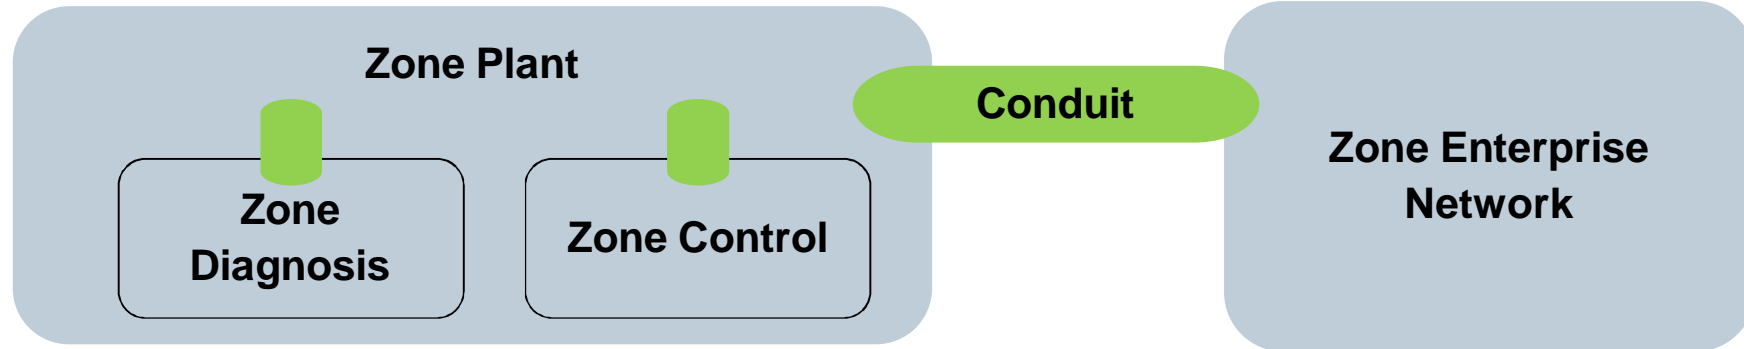 Zone Plant
Conduit
Zone Enterprise
Network
Zone
Diagnosis
Zone Control